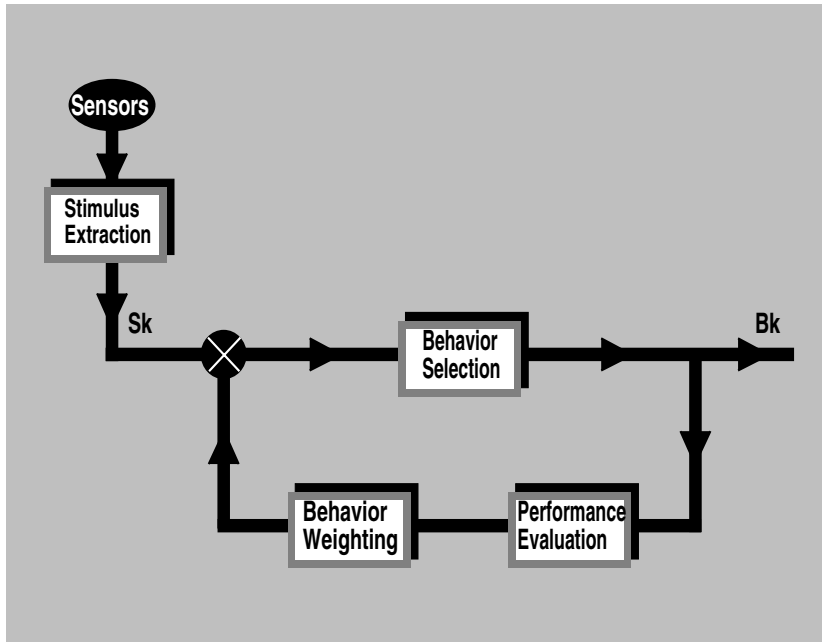 Sensors
Stimulus
Extraction
Sk
Behavior
Selection
Bk
Behavior
Weighting
Performance
Evaluation